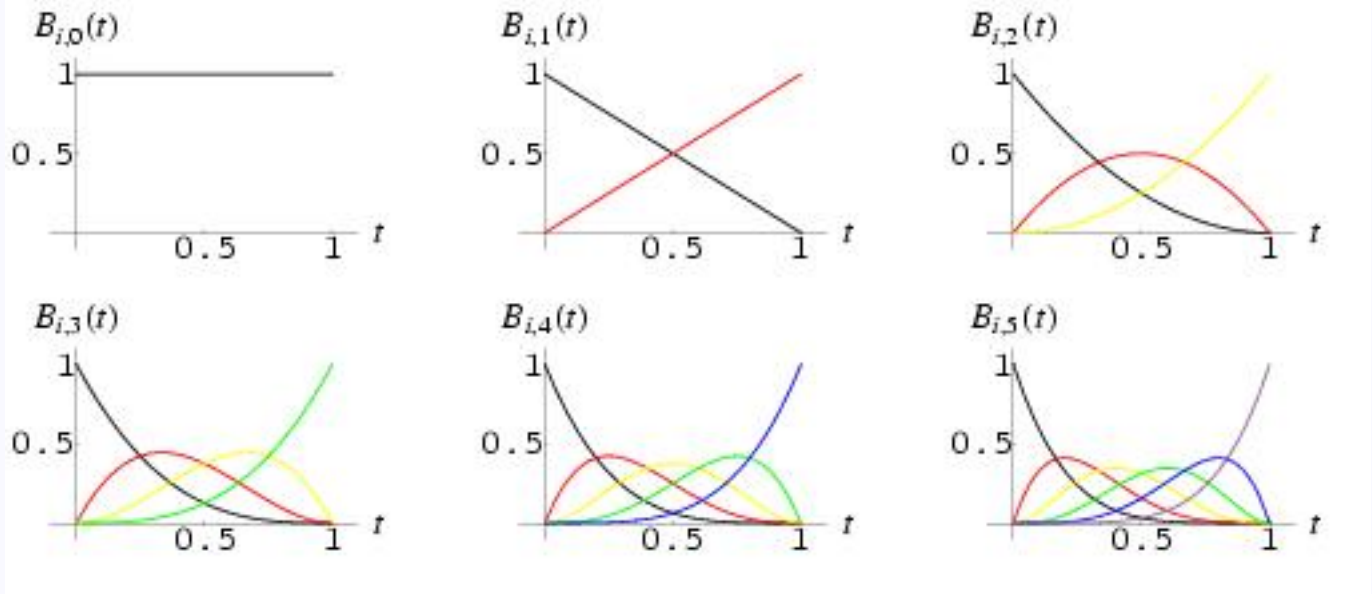 B_{i,0}(t) B_{i,1}(t) B_{i,2}(t)
1 1 1
0.5 0.5 0.5
0.5 1 t 0.5 1 t 0.5 1 t
B_{i,3}(t) B_{i,4}(t) B_{i,5}(t)
1 1 1
0.5 0.5 0.5
0.5 1 t 0.5 1 t 0.5 1 t